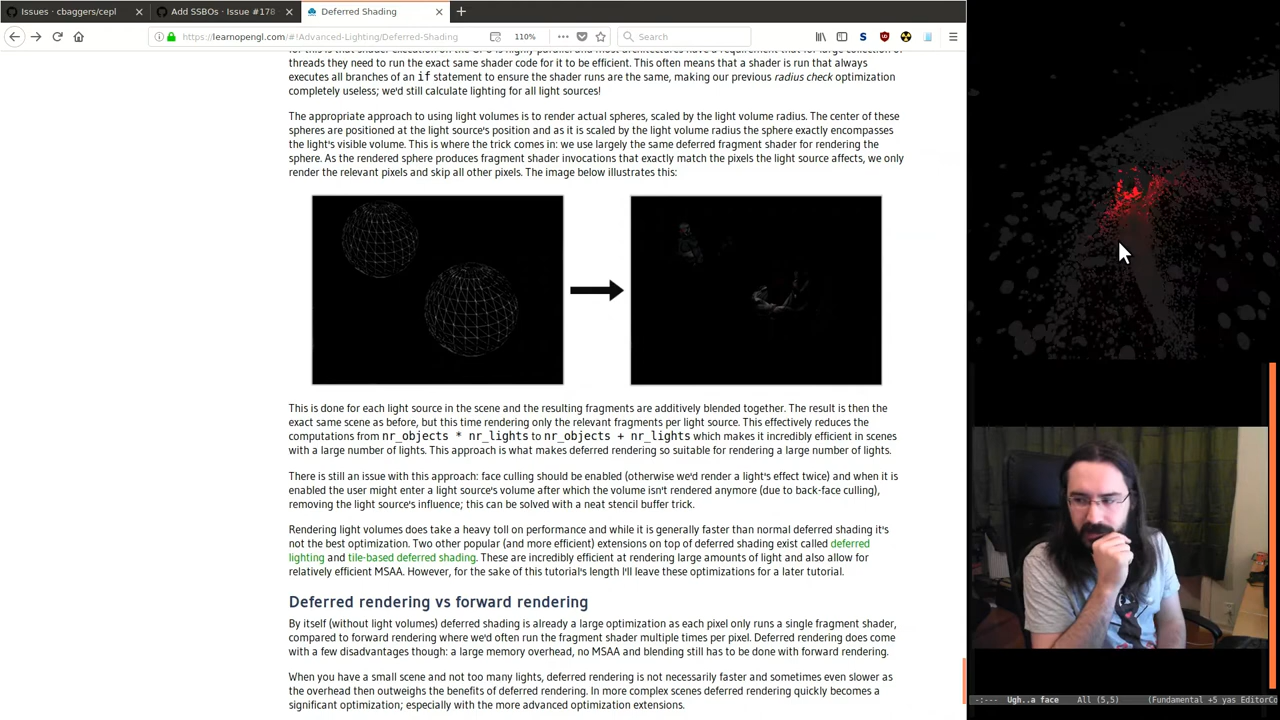 Issues · cbaggers/cepl
Add SSBOs · Issue #178
Deferred Shading
https://learnopengl.com/#!Advanced-Lighting/Deferred-Shading
110%
Search
threads they need to run the exact same shader code for it to be efficient. This often means that a shader is run that always
executes all branches of an if statement to ensure the shader runs are the same, making our previous radius check optimization
completely useless; we'd still calculate lighting for all light sources!
The appropriate approach to using light volumes is to render actual spheres, scaled by the light volume radius. The center of these
spheres are positioned at the light source's position and as it is scaled by the light volume radius the sphere exactly encompasses
the light's visible volume. This is where the trick comes in: we use largely the same deferred fragment shader for rendering the
sphere. As the rendered sphere produces fragment shader invocations that exactly match the pixels the light source affects, we only
render the relevant pixels and skip all other pixels. The image below illustrates this:
This is done for each light source in the scene and the resulting fragments are additively blended together. The result is then the
exact same scene as before, but this time rendering only the relevant fragments per light source. This effectively reduces the
computations from nr_objects * nr_lights to nr_objects + nr_lights which makes it incredibly efficient in scenes
with a large number of lights. This approach is what makes deferred rendering so suitable for rendering a large number of lights.
There is still an issue with this approach: face culling should be enabled (otherwise we'd render a light's effect twice) and when it is
enabled the user might enter a light source's volume after which the volume isn't rendered anymore (due to back-face culling),
removing the light source's influence; this can be solved with a neat stencil buffer trick.
Rendering light volumes does take a heavy toll on performance and while it is generally faster than normal deferred shading it's
not the best optimization. Two other popular (and more efficient) extensions on top of deferred shading exist called deferred
lighting and tile-based deferred shading. These are incredibly efficient at rendering large amounts of light and also allow for
relatively efficient MSAA. However, for the sake of this tutorial's length I'll leave these optimizations for a later tutorial.
Deferred rendering vs forward rendering
By itself (without light volumes) deferred shading is already a large optimization as each pixel only runs a single fragment shader,
compared to forward rendering where we'd often run the fragment shader multiple times per pixel. Deferred rendering does come
with a few disadvantages though: a large memory overhead, no MSAA and blending still has to be done with forward rendering.
When you have a small scene and not too many lights, deferred rendering is not necessarily faster and sometimes even slower as
the overhead then outweighs the benefits of deferred rendering. In more complex scenes deferred rendering quickly becomes a
significant optimization; especially with the more advanced optimization extensions.
-:--- Ugh..a face All (5,5) (Fundamental +5 yas EditorCo